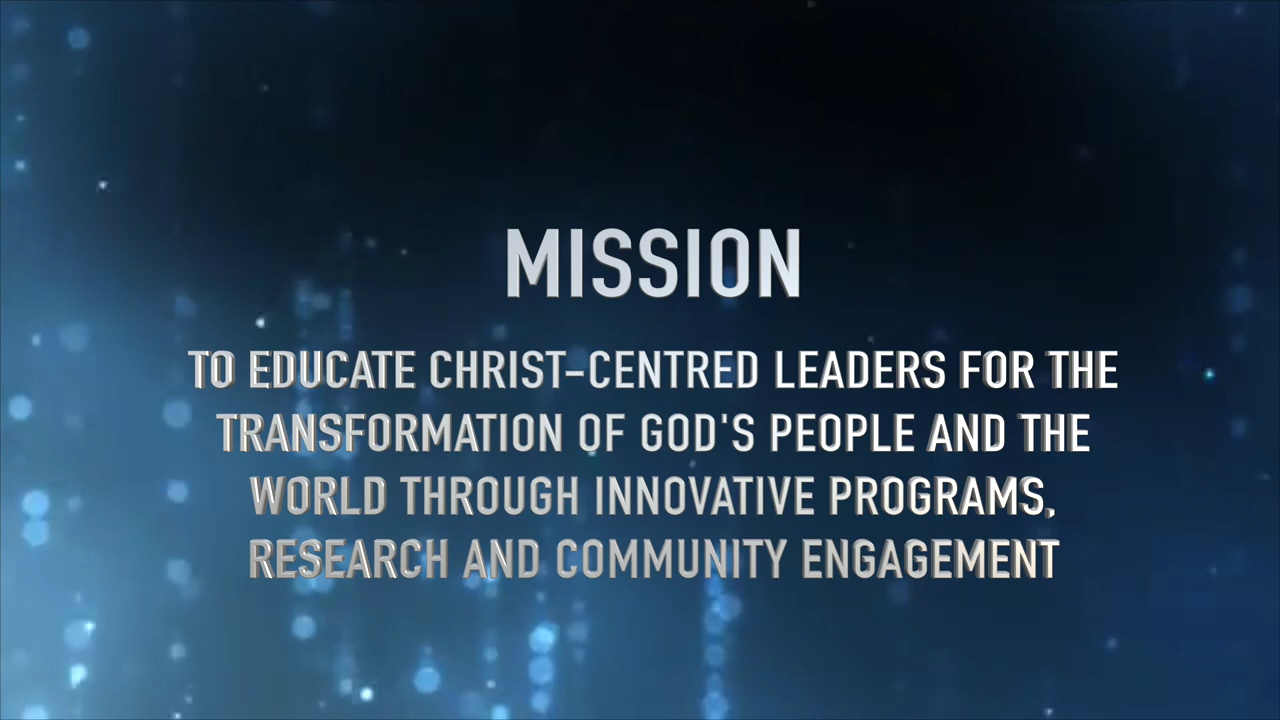 MISSION
TO EDUCATE CHRIST-CENTRED LEADERS FOR THE
TRANSFORMATION OF GOD'S PEOPLE AND THE
WORLD THROUGH INNOVATIVE PROGRAMS,
RESEARCH AND COMMUNITY ENGAGEMENT